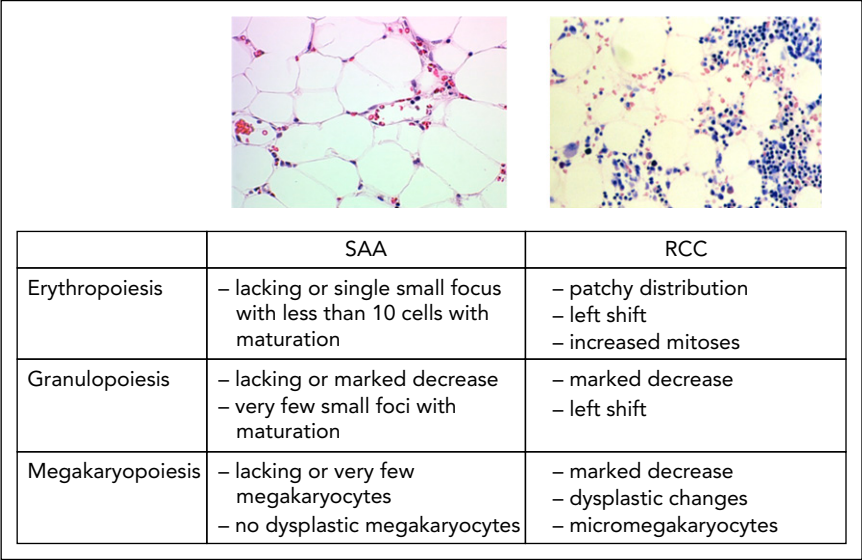 SAA RCC
Erythropoiesis
– lacking or single small focus
with less than 10 cells with
maturation
– patchy distribution
– left shift
– increased mitoses
Granulopoiesis
– lacking or marked decrease
– very few small foci with
maturation
– marked decrease
– left shift
Megakaryopoiesis
– lacking or very few
megakaryocytes
– no dysplastic megakaryocytes
– marked decrease
– dysplastic changes
– micromegakaryocytes